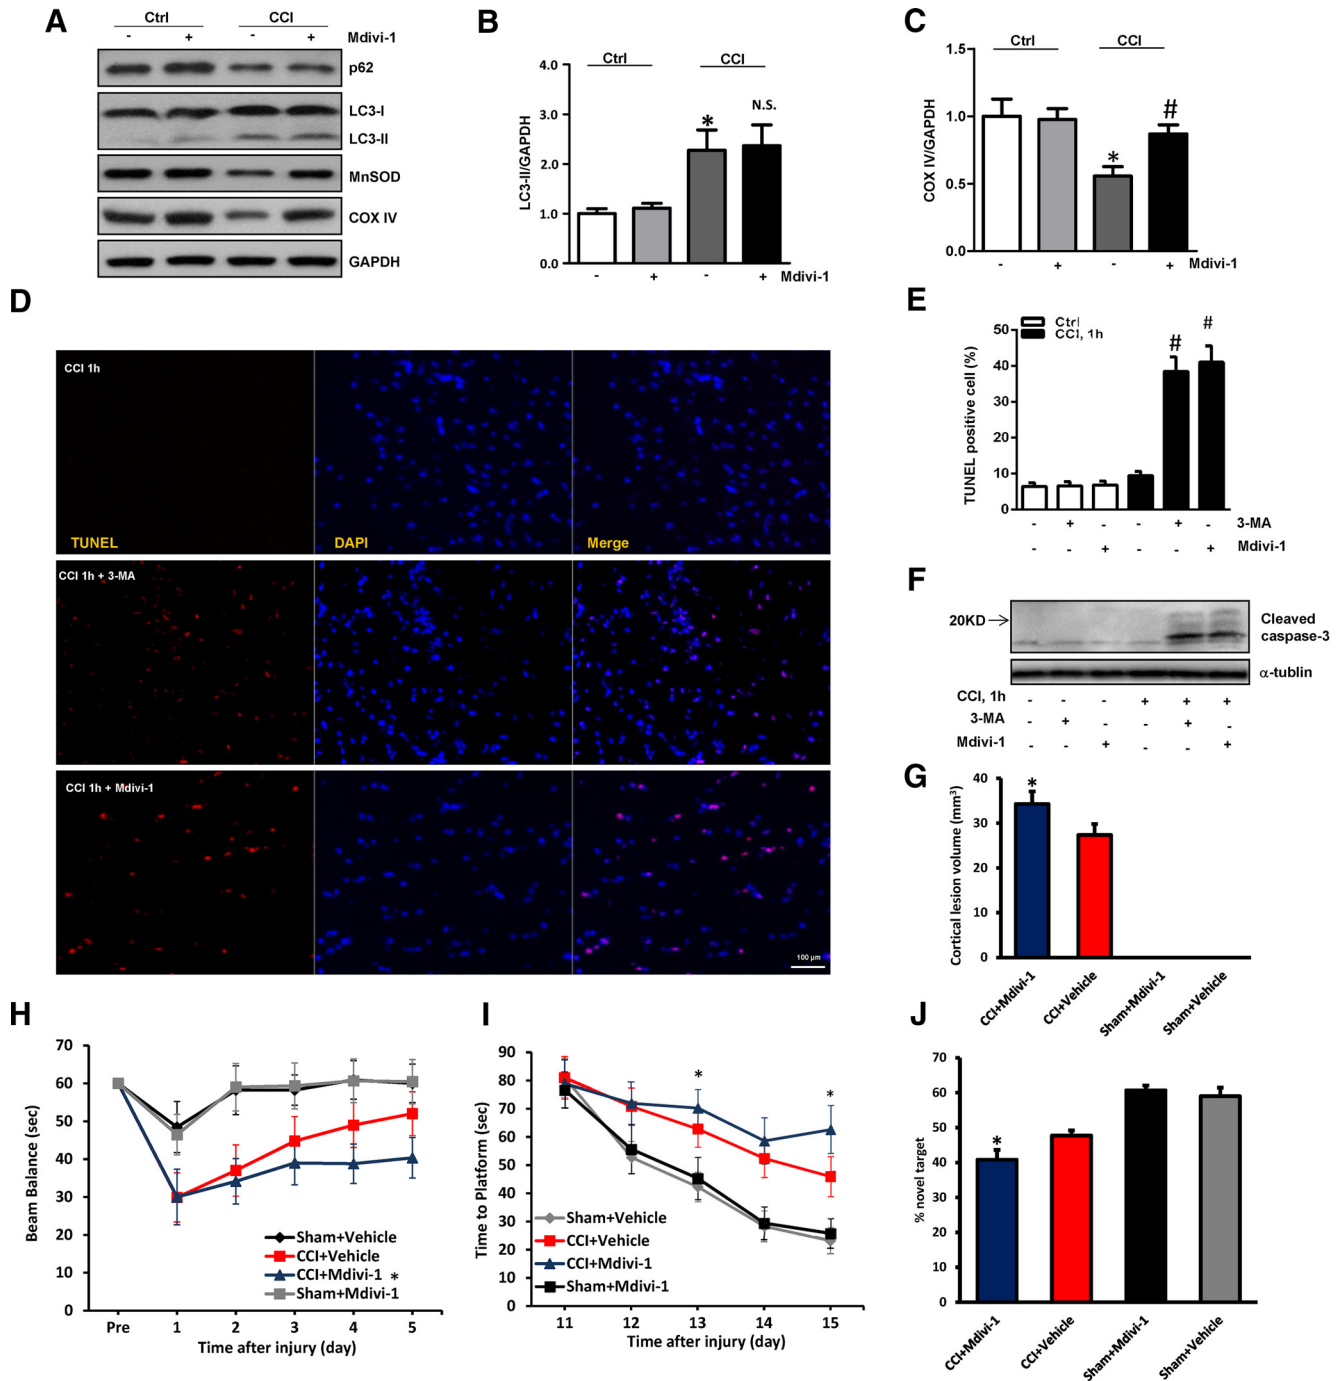 A
Ctrl CCI
- + - + Mdivi-1
p62
LC3-I
LC3-II
MnSOD
COX IV
GAPDH
B
LC3-II/GAPDH
4.0
3.0
2.0
1.0
0.0
Ctrl CCI
* N.S.
- + - + Mdivi-1
C
COX IV/GAPDH
1.5
1.0
0.5
0.0
Ctrl CCI
* #
- + - + Mdivi-1
D
CCI 1h
TUNEL DAPI Merge
CCI 1h + 3-MA
CCI 1h + Mdivi-1
100 µm
E
TUNEL positive cell (%)
50
40
30
20
10
0
Ctrl
CCI, 1h
# #
- + - - + - 3-MA
- - + - - + Mdivi-1
F
20KD→
Cleaved
caspase-3
α-tublin
CCI, 1h - - - + + +
3-MA - + - - + -
Mdivi-1 - - + - - +
G
Cortical lesion volume (mm³)
40
30
30
10
0
*
CCI+Mdivi-1
CCI+Vehicle
Sham+Mdivi-1
Sham+Vehicle
H
Beam Balance (sec)
70
60
50
40
30
20
10
0
Sham+Vehicle
CCI+Vehicle
CCI+Mdivi-1 *
Sham+Mdivi-1
Pre 1 2 3 4 5
Time after injury (day)
I
Time to Platform (sec)
90
80
70
60
50
40
30
20
10
0
* *
Sham+Vehicle
CCI+Vehicle
CCI+Mdivi-1
Sham+Mdivi-1
11 12 13 14 15
Time after injury (day)
J
% novel target
70
60
50
40
30
20
10
0
*
CCI+Mdivi-1
CCI+Vehicle
Sham+Mdivi-1
Sham+Vehicle